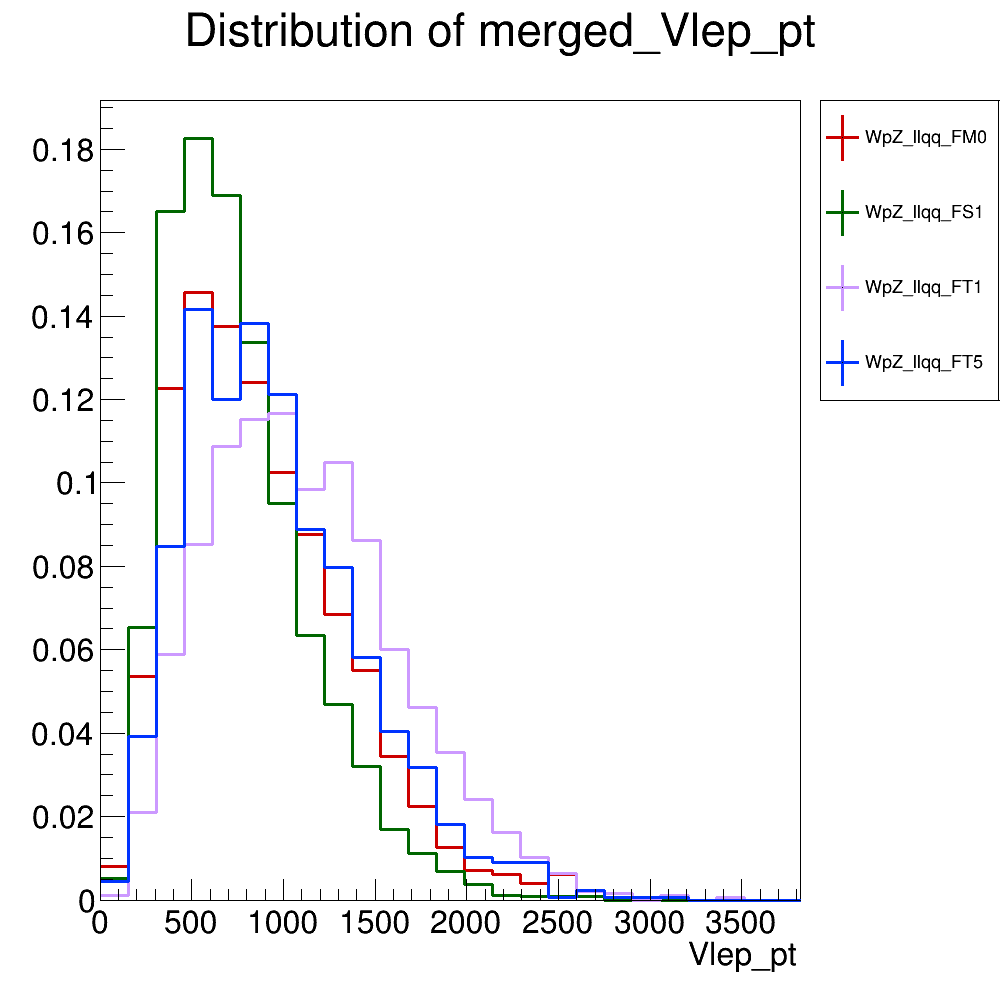 Distribution of merged_Vlep_pt
WpZ_llqq_FM0
WpZ_llqq_FS1
WpZ_llqq_FT1
WpZ_llqq_FT5
0.18
0.16
0.14
0.12
0.1
0.08
0.06
0.04
0.02
0
0 500 1000 1500 2000 2500 3000 3500
Vlep_pt